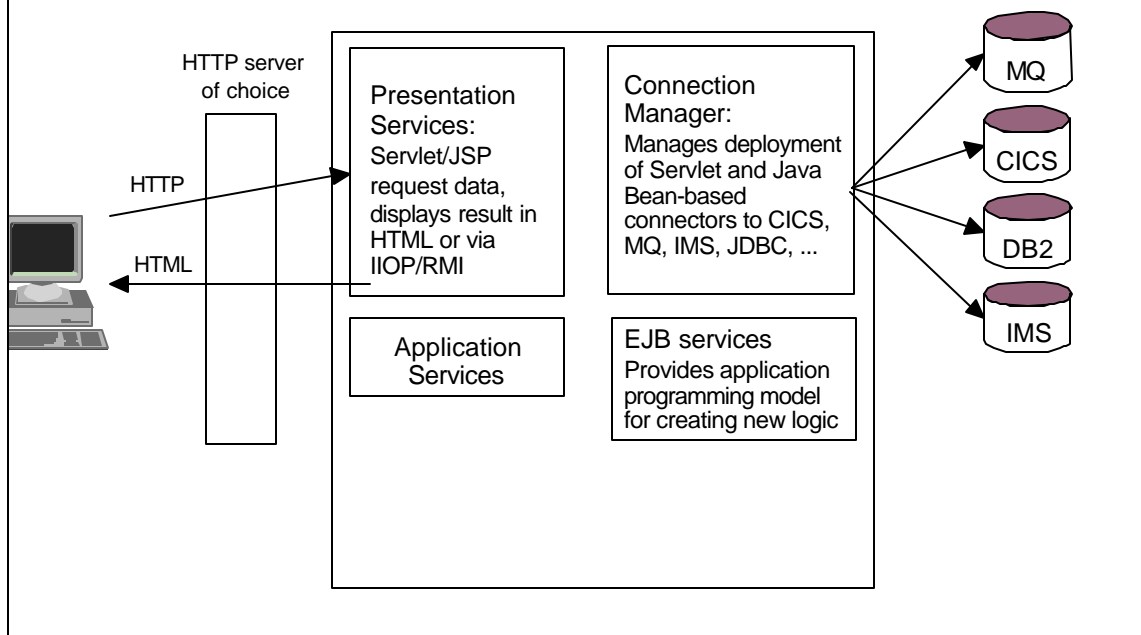 HTTP server
of choice
HTTP
HTML
Presentation
Services:
Servlet/JSP
request data,
displays result in
HTML or via
IIOP/RMI
Application
Services
Connection
Manager:
Manages deployment
of Servlet and Java
Bean-based
connectors to CICS,
MQ, IMS, JDBC, ...
EJB services
Provides application
programming model
for creating new logic
MQ
CICS
DB2
IMS